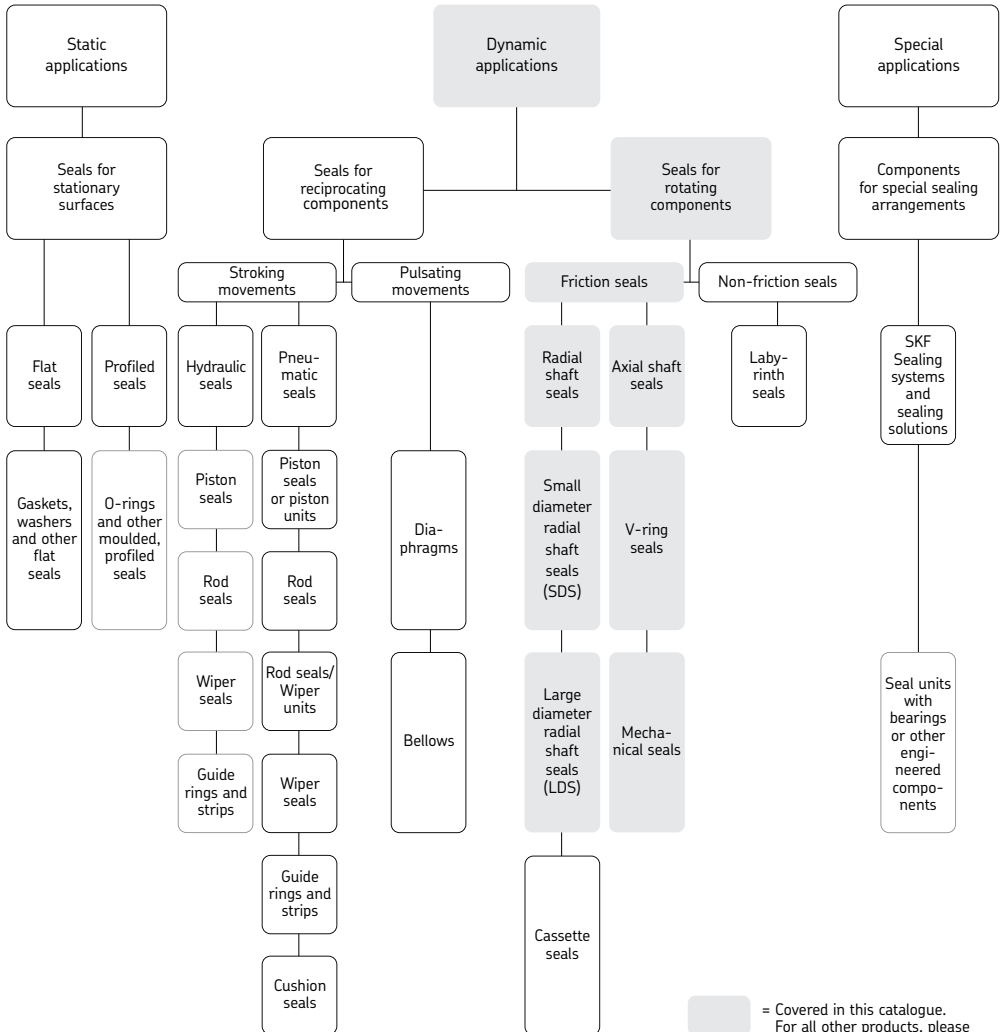 Static
applications
Dynamic
applications
Special
applications
Seals for
stationary
surfaces
Seals for
reciprocating
components
Seals for
rotating
components
Components
for special sealing
arrangements
Stroking
movements
Pulsating
movements
Friction seals
Non-friction seals
Flat
seals
Profiled
seals
Hydraulic
seals
Pneu-
matic
seals
Radial
shaft
seals
Axial shaft
seals
Laby-
rinth
seals
SKF
Sealing
systems
and
sealing
solutions
Gaskets,
washers
and other
flat
seals
O-rings
and other
moulded,
profiled
seals
Piston
seals
Piston
seals
or piston
units
Dia-
phragms
Small
diameter
radial
shaft
seals
(SDS)
V-ring
seals
Rod
seals
Rod
seals
Wiper
seals
Rod seals/
Wiper
units
Bellows
Large
diameter
radial
shaft
seals
(LDS)
Mecha-
nical seals
Seal units
with
bearings
or other
engi-
neered
compo-
nents
Guide
rings and
strips
Wiper
seals
Guide
rings and
strips
Cassette
seals
Cushion
seals
= Covered in this catalogue.
For all other products, please